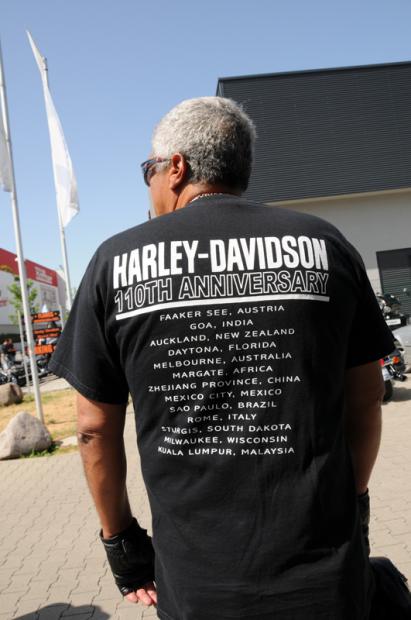 HARLEY-DAVIDSON
110TH ANNIVERSARY
FAAKER SEE, AUSTRIA
GOA, INDIA
AUCKLAND, NEW ZEALAND
DAYTONA, FLORIDA
MELBOURNE, AUSTRALIA
MARGATE, AFRICA
ZHEJIANG PROVINCE, CHINA
MEXICO CITY, MEXICO
SAO PAULO, BRAZIL
ROME, ITALY
STURGIS, SOUTH DAKOTA
MILWAUKEE, WISCONSIN
KUALA LUMPUR, MALAYSIA